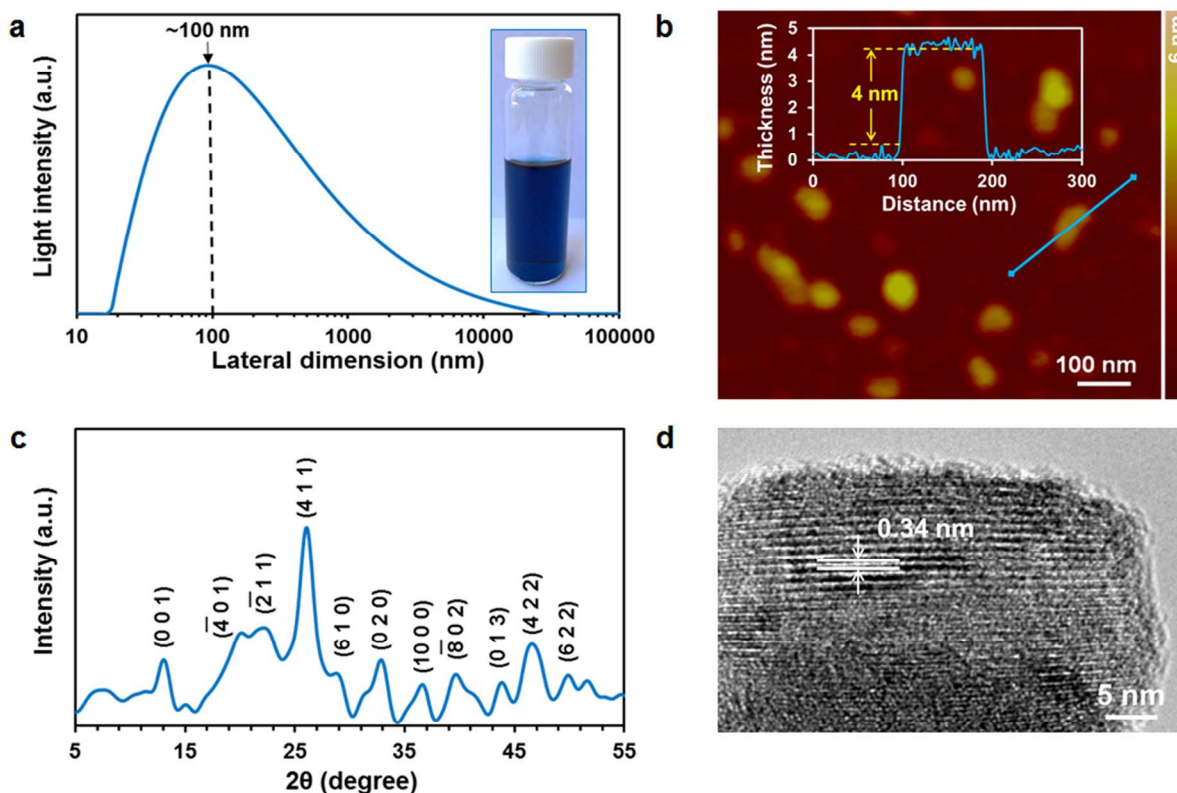 a
~100 nm
Light intensity (a.u.)
10
100
1000
10000
100000
Lateral dimension (nm)
b
Thickness (nm)
5
4
3
2
1
0
4 nm
0
100
200
300
Distance (nm)
6 nm
100 nm
c
Intensity (a.u.)
(0 0 1)
(4̅ 0 1)
(2̅ 1 1)
(4 1 1)
(6 1 0)
(0 2 0)
(10 0 0)
(8̅ 0 2)
(0 1 3)
(4 2 2)
(6 2 2)
5
15
25
35
45
55
2θ (degree)
d
0.34 nm
5 nm